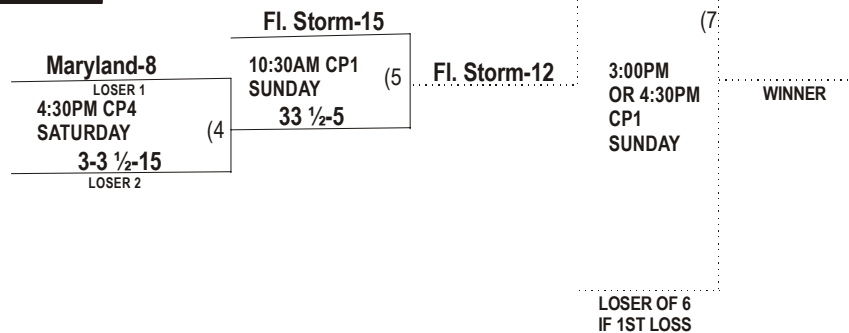 Fl. Storm-15
(7
Maryland-8
LOSER 1
4:30PM CP4
SATURDAY
(4
3-3 ½-15
LOSER 2
10:30AM CP1
SUNDAY
(5
33 ½-5
Fl. Storm-12
3:00PM
OR 4:30PM
CP1
SUNDAY
WINNER
LOSER OF 6
IF 1ST LOSS